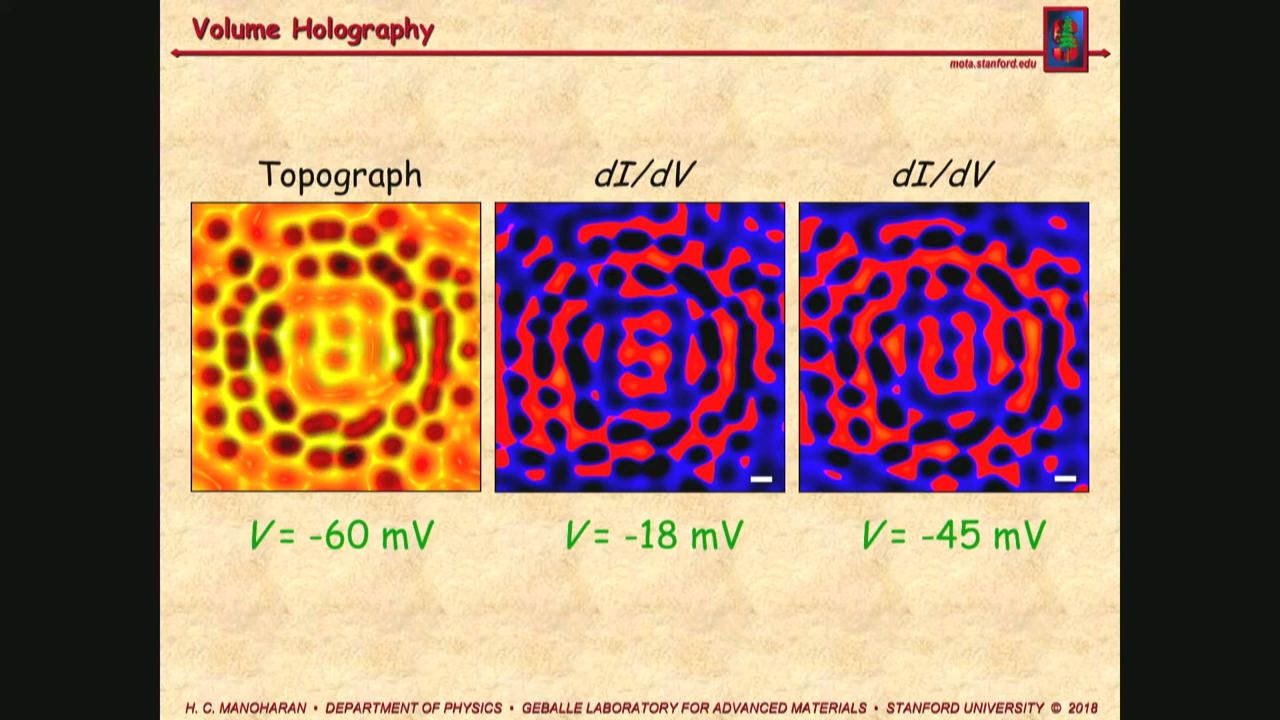 Volume Holography
mota.stanford.edu
Topograph
dI/dV
dI/dV
S
U
V = -60 mV
V = -18 mV
V = -45 mV
H. C. MANOHARAN • DEPARTMENT OF PHYSICS • GEBALLE LABORATORY FOR ADVANCED MATERIALS • STANFORD UNIVERSITY © 2018